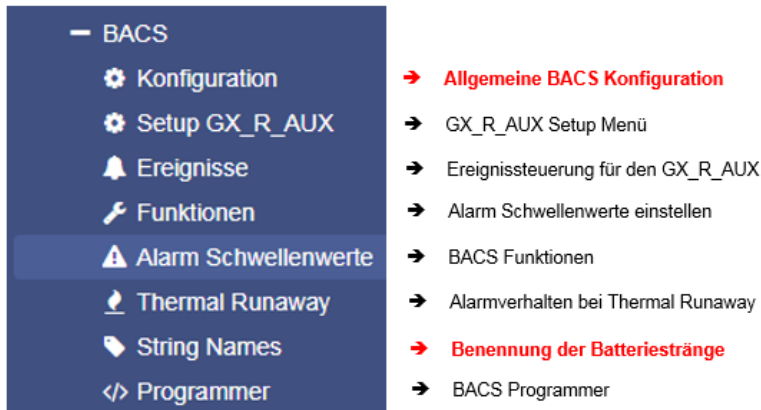 BACS
Konfiguration ➔ Allgemeine BACS Konfiguration
Setup GX_R_AUX ➔ GX_R_AUX Setup Menü
Ereignisse ➔ Ereignissteuerung für den GX_R_AUX
Funktionen ➔ Alarm Schwellenwerte einstellen
Alarm Schwellenwerte ➔ BACS Funktionen
Thermal Runaway ➔ Alarmverhalten bei Thermal Runaway
String Names ➔ Benennung der Batteriestränge
Programmer ➔ BACS Programmer